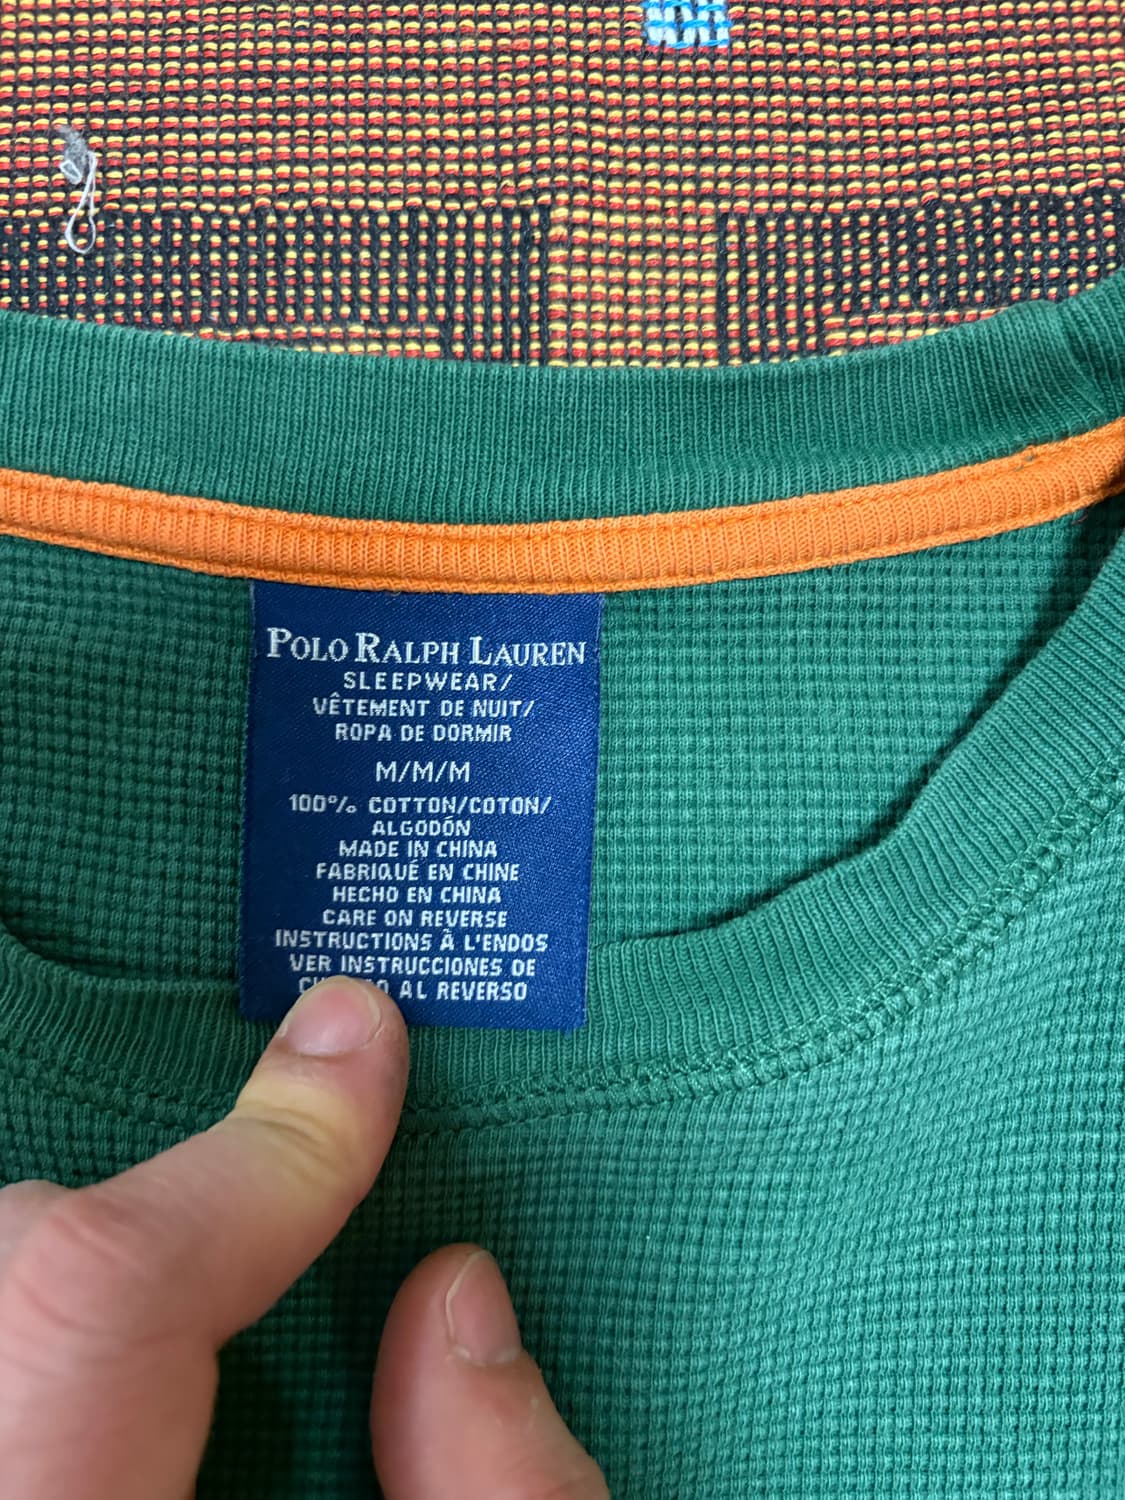 POLO RALPH LAUREN
SLEEPWEAR/
VÊTEMENT DE NUIT/
ROPA DE DORMIR
M/M/M
100% COTTON/COTON/
ALGODÓN
MADE IN CHINA
FABRIQUÉ EN CHINE
HECHO EN CHINA
CARE ON REVERSE
INSTRUCTIONS À L'ENDOS
VER INSTRUCCIONES DE
AL REVERSO